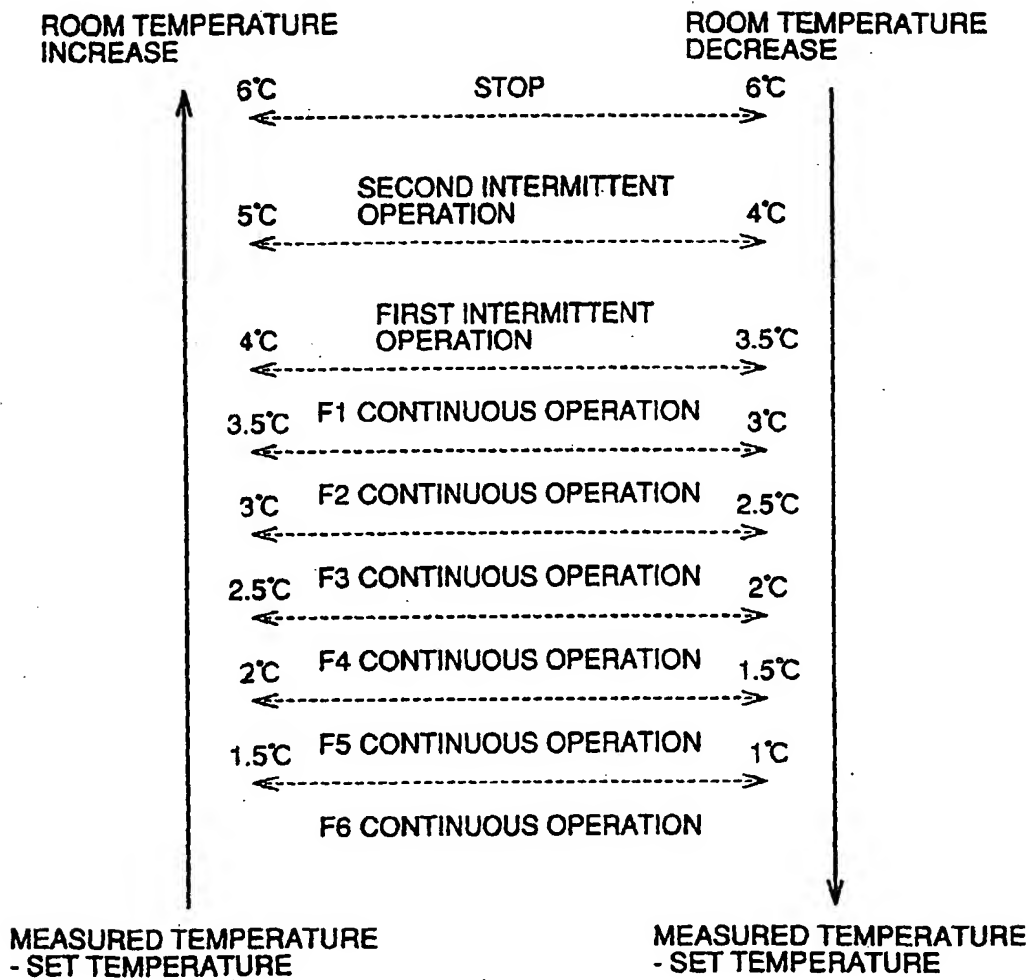 ROOM TEMPERATURE
INCREASE
ROOM TEMPERATURE
DECREASE
6°C STOP 6°C
SECOND INTERMITTENT
5°C OPERATION 4°C
FIRST INTERMITTENT
4°C OPERATION 3.5°C
3.5°C F1 CONTINUOUS OPERATION 3°C
3°C F2 CONTINUOUS OPERATION 2.5°C
2.5°C F3 CONTINUOUS OPERATION 2°C
2°C F4 CONTINUOUS OPERATION 1.5°C
1.5°C F5 CONTINUOUS OPERATION 1°C
F6 CONTINUOUS OPERATION
MEASURED TEMPERATURE
- SET TEMPERATURE
MEASURED TEMPERATURE
- SET TEMPERATURE